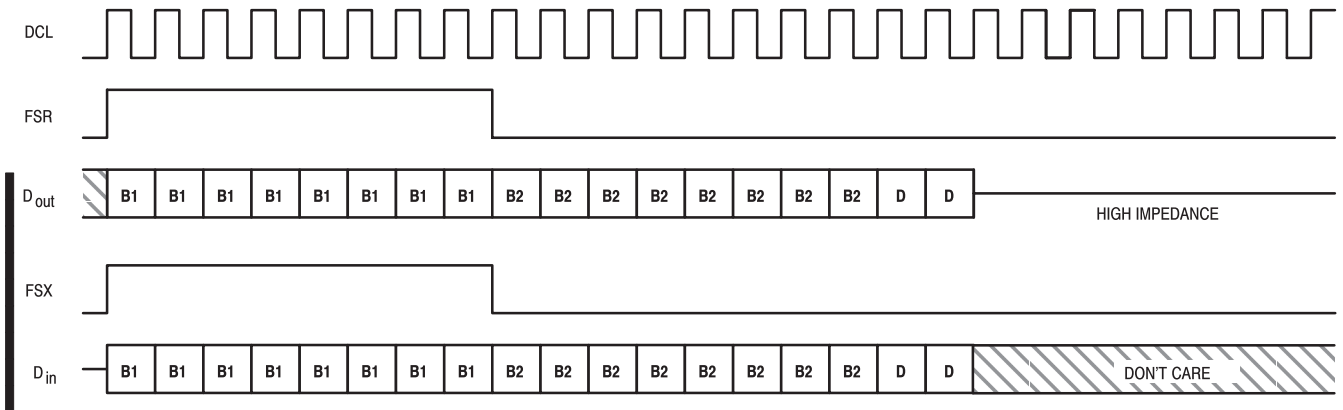 DCL
FSR
D out B1 B1 B1 B1 B1 B1 B1 B1 B2 B2 B2 B2 B2 B2 B2 B2 D D
HIGH IMPEDANCE
FSX
D in B1 B1 B1 B1 B1 B1 B1 B1 B2 B2 B2 B2 B2 B2 B2 B2 D D DON'T CARE